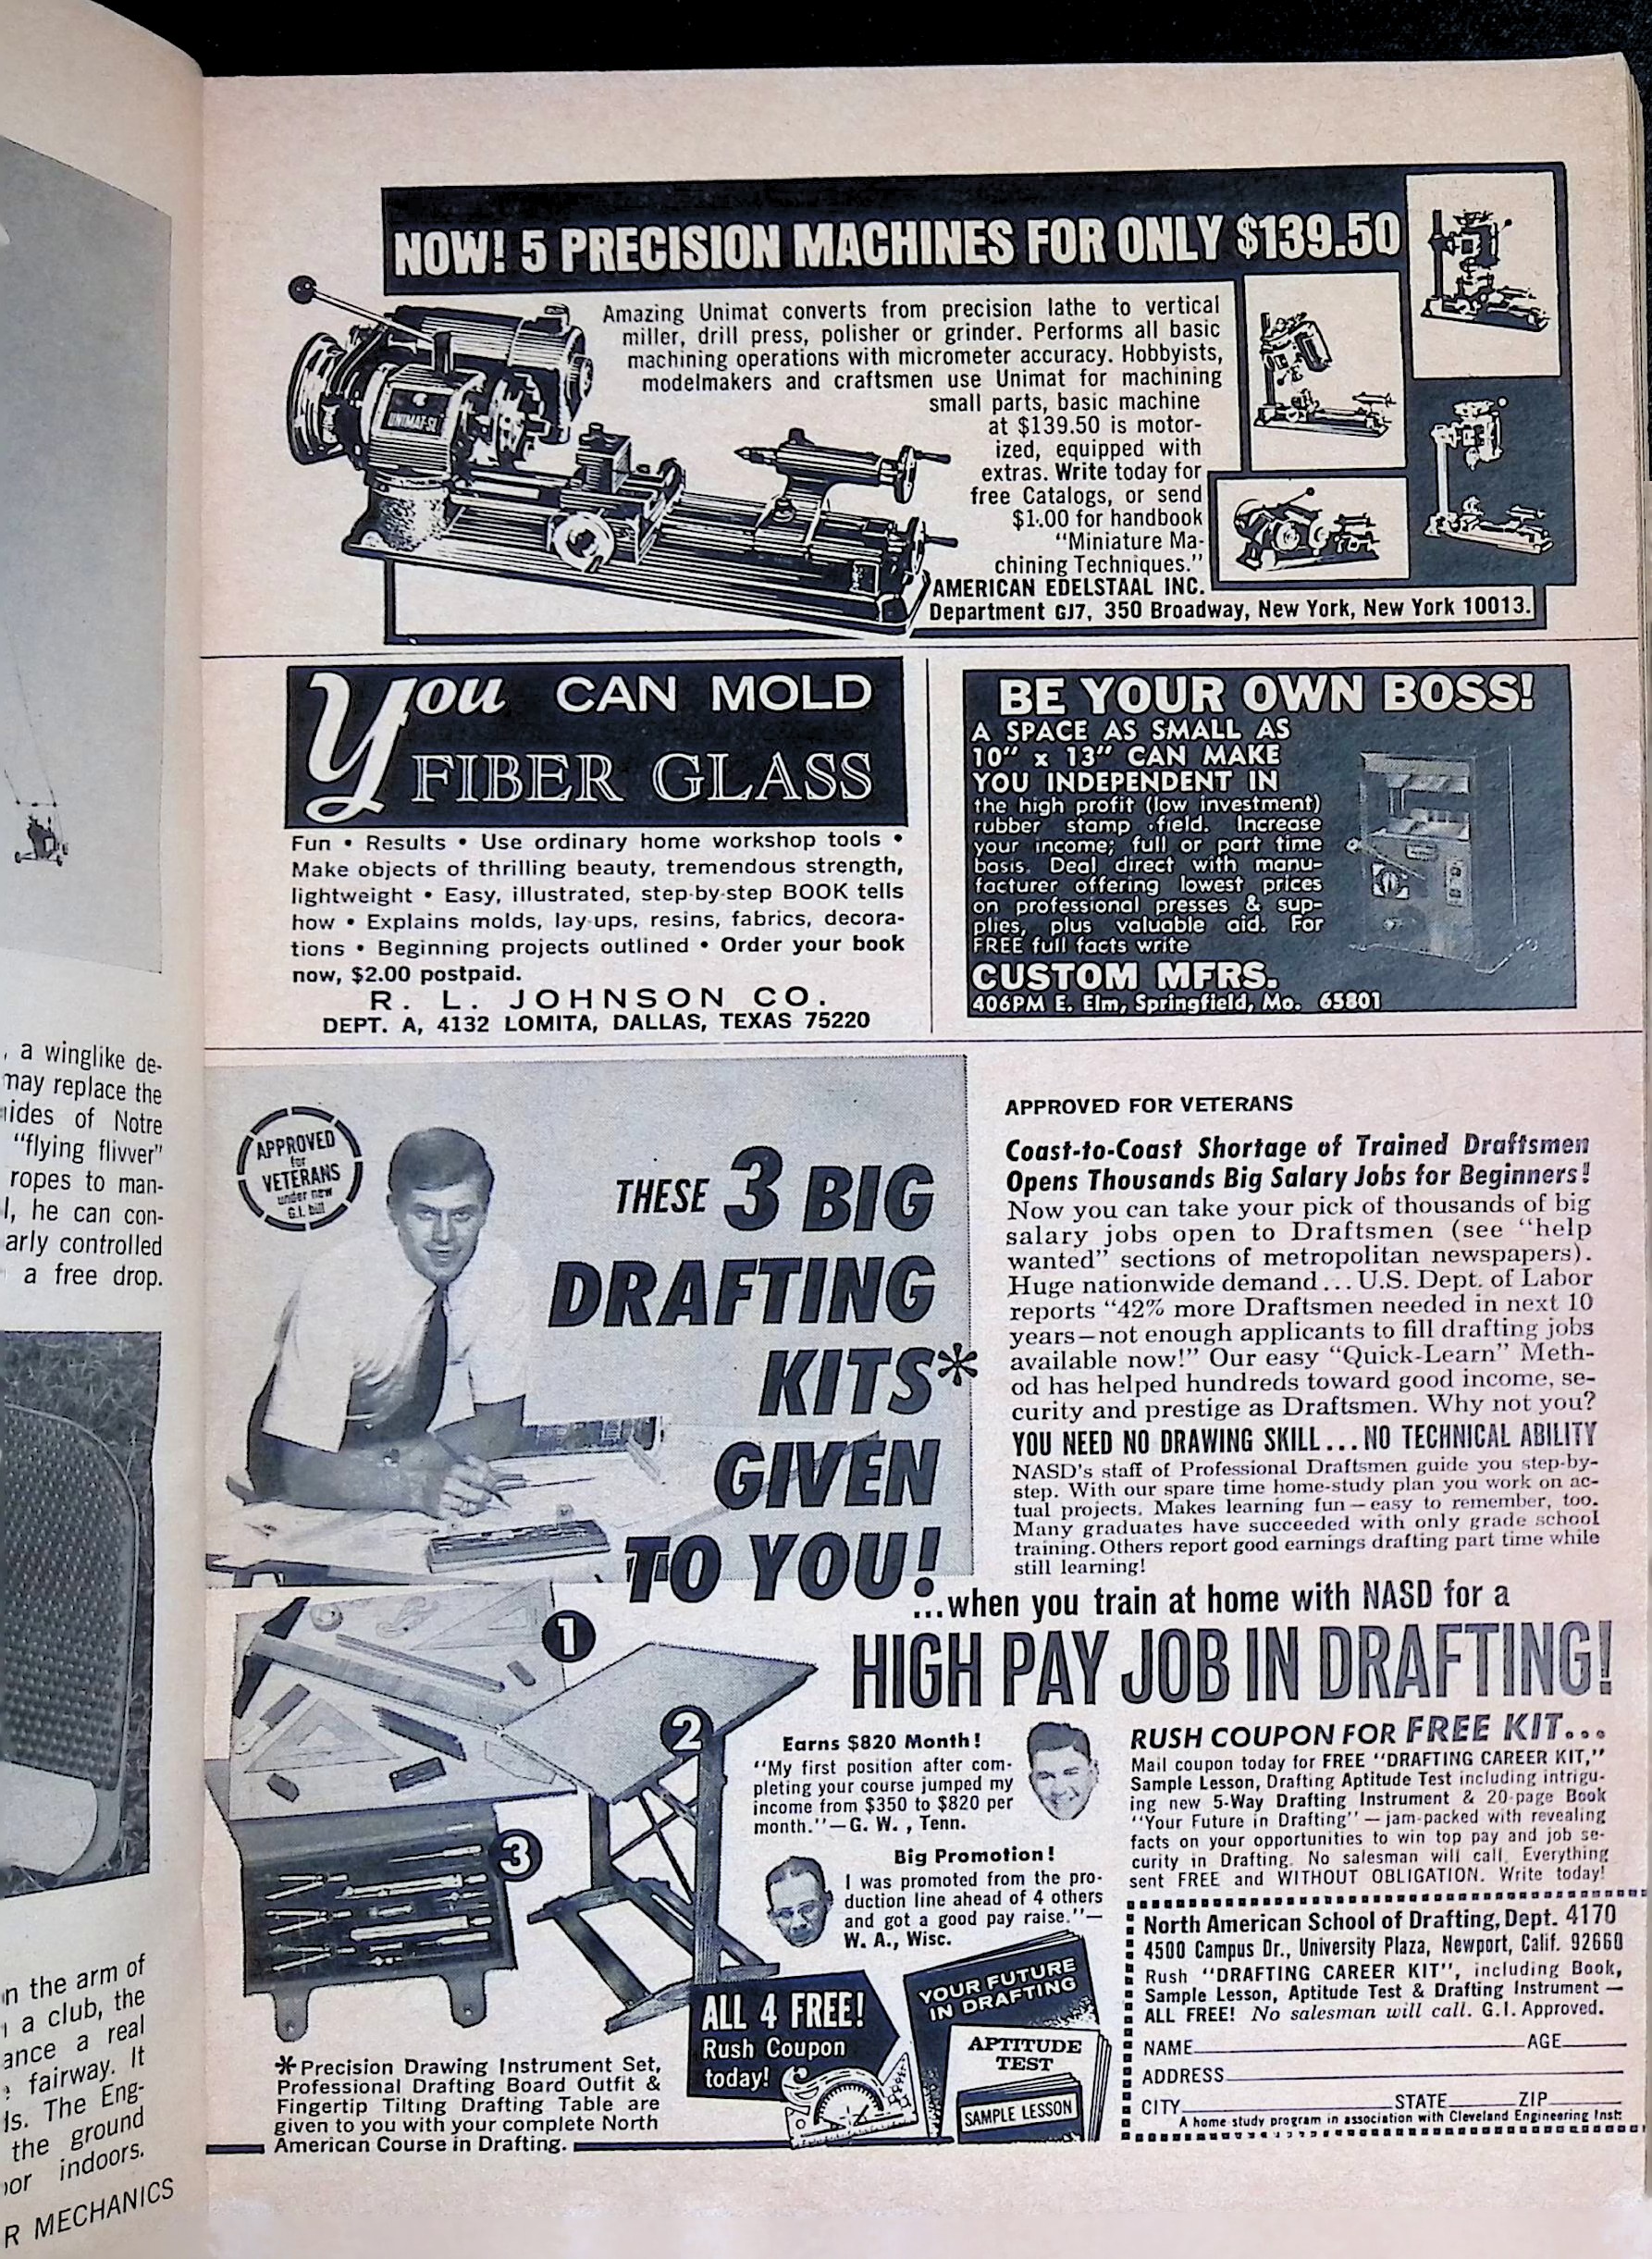 , a winglike de-
may replace the
ides of Notre
"flying flivver"
ropes to man-
l, he can con-
arly controlled
a free drop.
n the arm of
a club, the
ance a real
fairway. It
ls. The Eng-
the ground
or indoors.
R MECHANICS
NOW! 5 PRECISION MACHINES FOR ONLY $139.50
Amazing Unimat converts from precision lathe to vertical
miller, drill press, polisher or grinder. Performs all basic
machining operations with micrometer accuracy. Hobbyists,
modelmakers and craftsmen use Unimat for machining
small parts, basic machine
at $139.50 is motor-
ized, equipped with
extras. Write today for
free Catalogs, or send
$1.00 for handbook
"Miniature Ma-
chining Techniques."
AMERICAN EDELSTAAL INC.
Department GJ7, 350 Broadway, New York, New York 10013.
UNIMAT-SL
You CAN MOLD
FIBER GLASS
Fun • Results • Use ordinary home workshop tools •
Make objects of thrilling beauty, tremendous strength,
lightweight • Easy, illustrated, step-by-step BOOK tells
how • Explains molds, lay-ups, resins, fabrics, decora-
tions • Beginning projects outlined • Order your book
now, $2.00 postpaid.
R. L. JOHNSON CO.
DEPT. A, 4132 LOMITA, DALLAS, TEXAS 75220
BE YOUR OWN BOSS!
A SPACE AS SMALL AS
10" x 13" CAN MAKE
YOU INDEPENDENT IN
the high profit (low investment)
rubber stamp field. Increase
your income; full or part time
basis. Deal direct with manu-
facturer offering lowest prices
on professional presses & sup-
plies, plus valuable aid. For
FREE full facts write
CUSTOM MFRS.
406PM E. Elm, Springfield, Mo. 65801
APPROVED
for
VETERANS
under new
G.I. bill
THESE 3 BIG
DRAFTING
KITS*
GIVEN
TO YOU!
APPROVED FOR VETERANS
Coast-to-Coast Shortage of Trained Draftsmen
Opens Thousands Big Salary Jobs for Beginners!
Now you can take your pick of thousands of big
salary jobs open to Draftsmen (see "help
wanted" sections of metropolitan newspapers).
Huge nationwide demand...U.S. Dept. of Labor
reports "42% more Draftsmen needed in next 10
years—not enough applicants to fill drafting jobs
available now!" Our easy "Quick-Learn" Meth-
od has helped hundreds toward good income, se-
curity and prestige as Draftsmen. Why not you?
YOU NEED NO DRAWING SKILL...NO TECHNICAL ABILITY
NASD's staff of Professional Draftsmen guide you step-by-
step. With our spare time home-study plan you work on ac-
tual projects. Makes learning fun — easy to remember, too.
Many graduates have succeeded with only grade school
training. Others report good earnings drafting part time while
still learning!
...when you train at home with NASD for a
HIGH PAY JOB IN DRAFTING!
1
2
3
Earns $820 Month!
"My first position after com-
pleting your course jumped my
income from $350 to $820 per
month."—G. W. , Tenn.
Big Promotion!
I was promoted from the pro-
duction line ahead of 4 others
and got a good pay raise."—
W. A., Wisc.
*Precision Drawing Instrument Set,
Professional Drafting Board Outfit &
Fingertip Tilting Drafting Table are
given to you with your complete North
American Course in Drafting.
ALL 4 FREE!
Rush Coupon
today!
YOUR FUTURE
IN DRAFTING
APTITUDE
TEST
SAMPLE LESSON
RUSH COUPON FOR FREE KIT...
Mail coupon today for FREE "DRAFTING CAREER KIT,"
Sample Lesson, Drafting Aptitude Test including intrigu-
ing new 5-Way Drafting Instrument & 20-page Book
"Your Future in Drafting" — jam-packed with revealing
facts on your opportunities to win top pay and job se-
curity in Drafting. No salesman will call. Everything
sent FREE and WITHOUT OBLIGATION. Write today!
North American School of Drafting, Dept. 4170
4500 Campus Dr., University Plaza, Newport, Calif. 92660
Rush "DRAFTING CAREER KIT", including Book,
Sample Lesson, Aptitude Test & Drafting Instrument —
ALL FREE! No salesman will call. G.I. Approved.
NAME AGE
ADDRESS
CITY STATE ZIP
A home study program in association with Cleveland Engineering Inst.